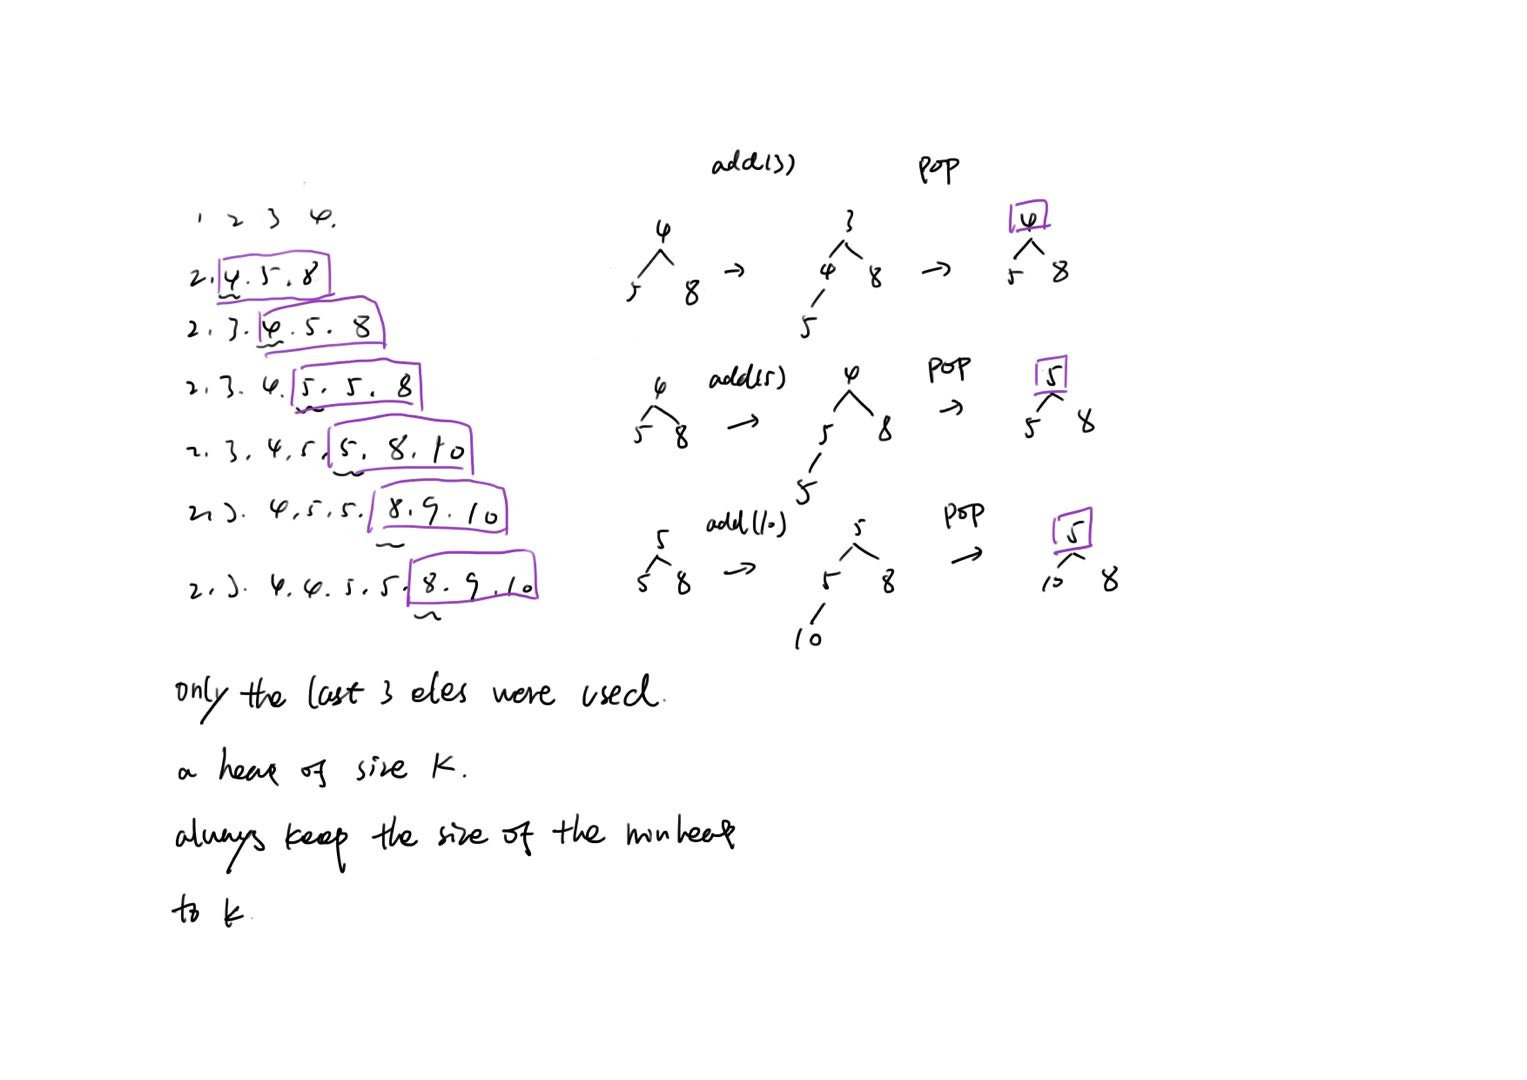 1 2 3 4.
2. 4. 5. 8
2. 3. 4. 5. 8
2. 3. 4. 5. 5. 8
2. 3. 4. 5. 5. 8. 10
2. 3. 4. 5. 5. 8. 9. 10
2. 3. 4. 4. 5. 5. 8. 9. 10
only the last 3 eles were used.
a heap of size k.
always keep the size of the minheap
to k.
add(3) pop
4 3 4
5 8 → 4 8 → 5 8
5
4 add(5) 4 pop 5
5 8 → 5 8 → 5 8
5
5 add(10) 5 pop 5
5 8 → 5 8 → 10 8
10